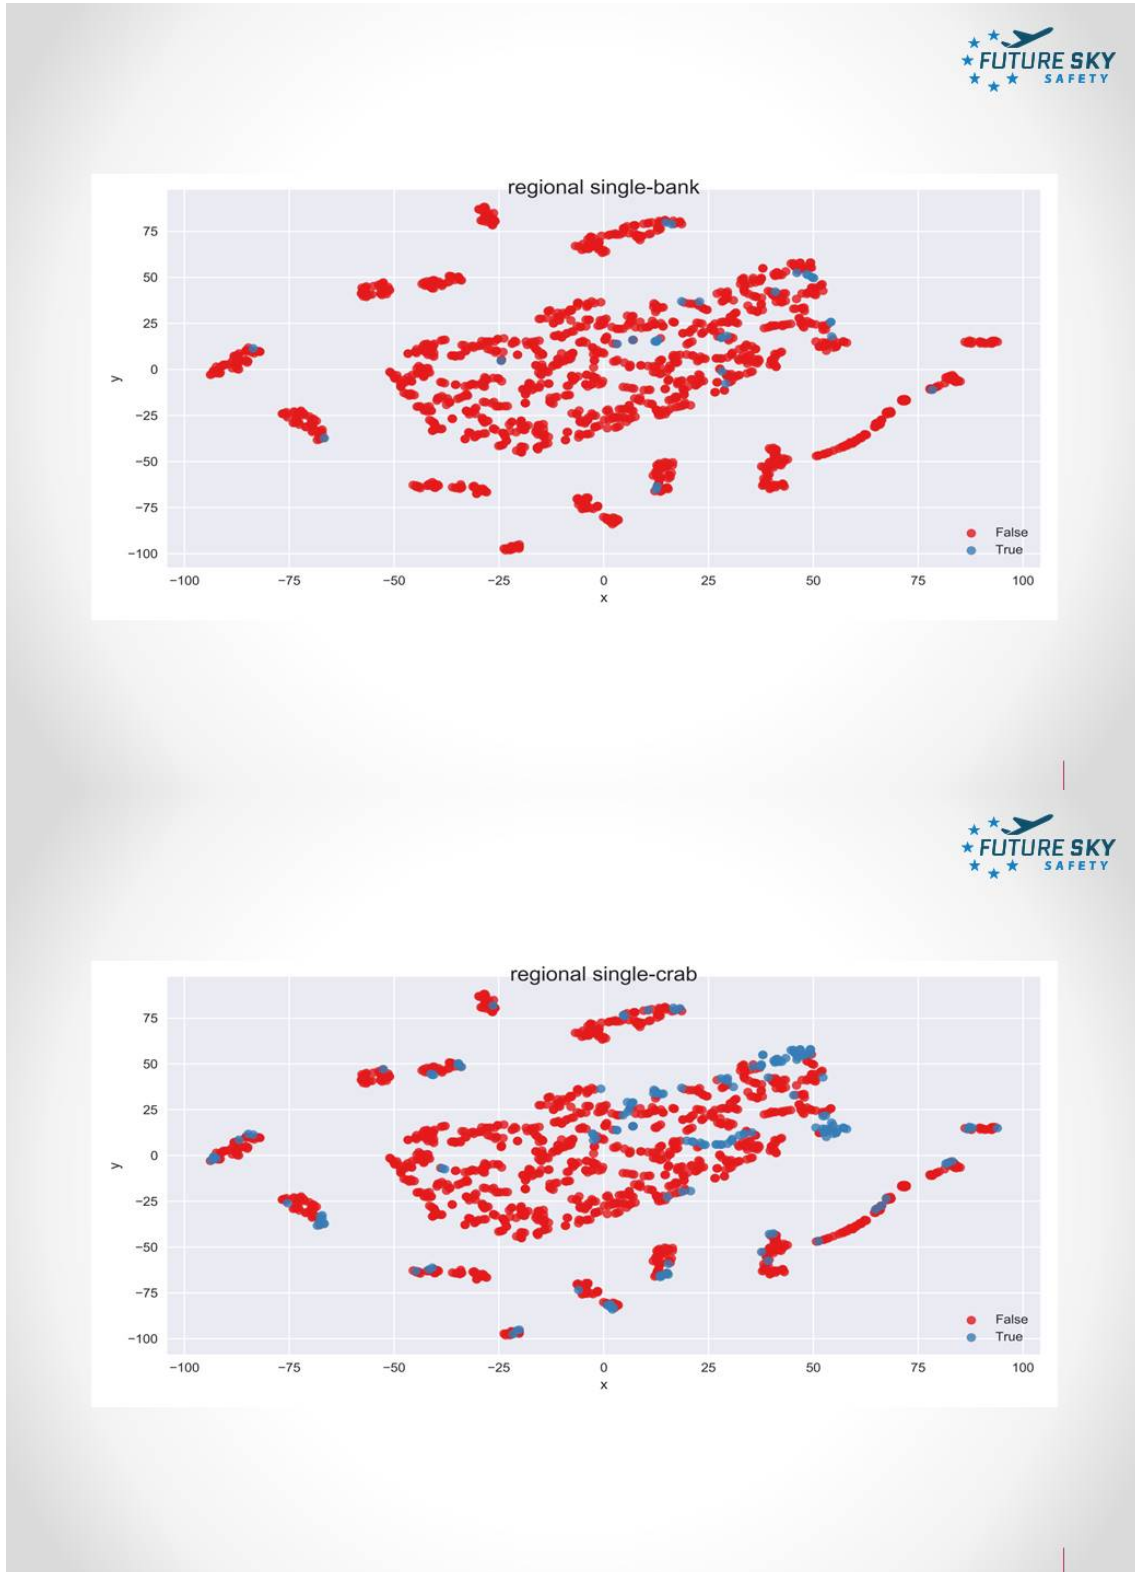 FUTURE SKY
SAFETY
regional single-bank
75
50
25
0
−25
−50
−75
−100
y
False
True
−100 −75 −50 −25 0 25 50 75 100
x
FUTURE SKY
SAFETY
regional single-crab
75
50
25
0
−25
−50
−75
−100
y
False
True
−100 −75 −50 −25 0 25 50 75 100
x